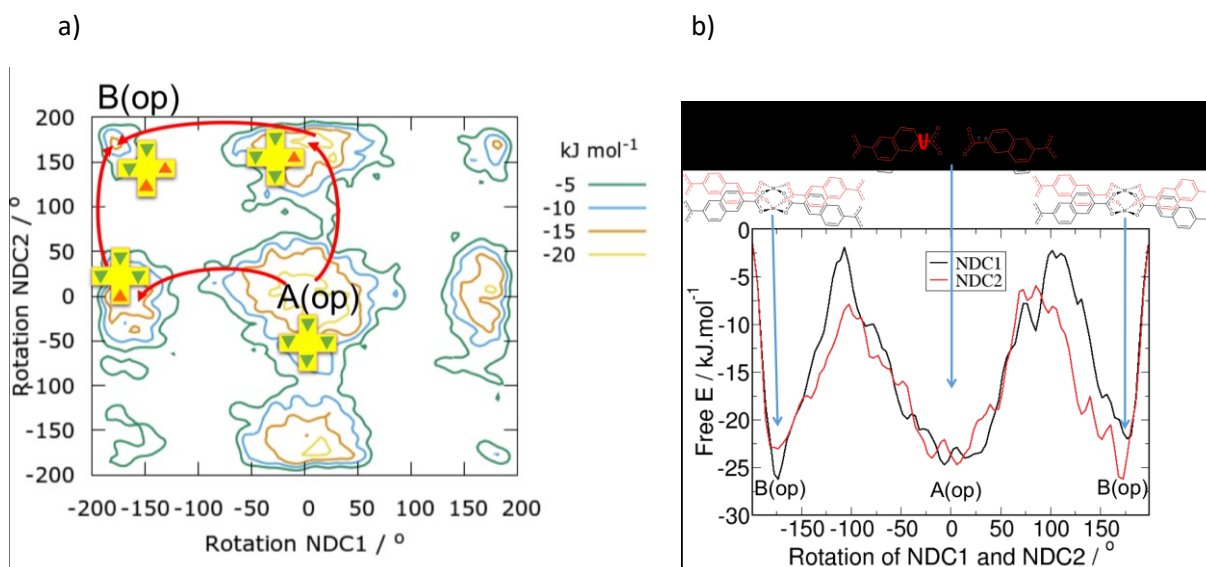 a)
B(op)
A(op)
200
150
100
50
0
-50
-100
-150
-200
-200 -150 -100 -50 0 50 100 150 200
Rotation NDC2 / °
Rotation NDC1 / °
kJ mol⁻¹
-5
-10
-15
-20
b)
0
-5
-10
-15
-20
-25
-30
Free E / kJ.mol⁻¹
NDC1
NDC2
B(op) A(op) B(op)
-150 -100 -50 0 50 100 150
Rotation of NDC1 and NDC2 / °